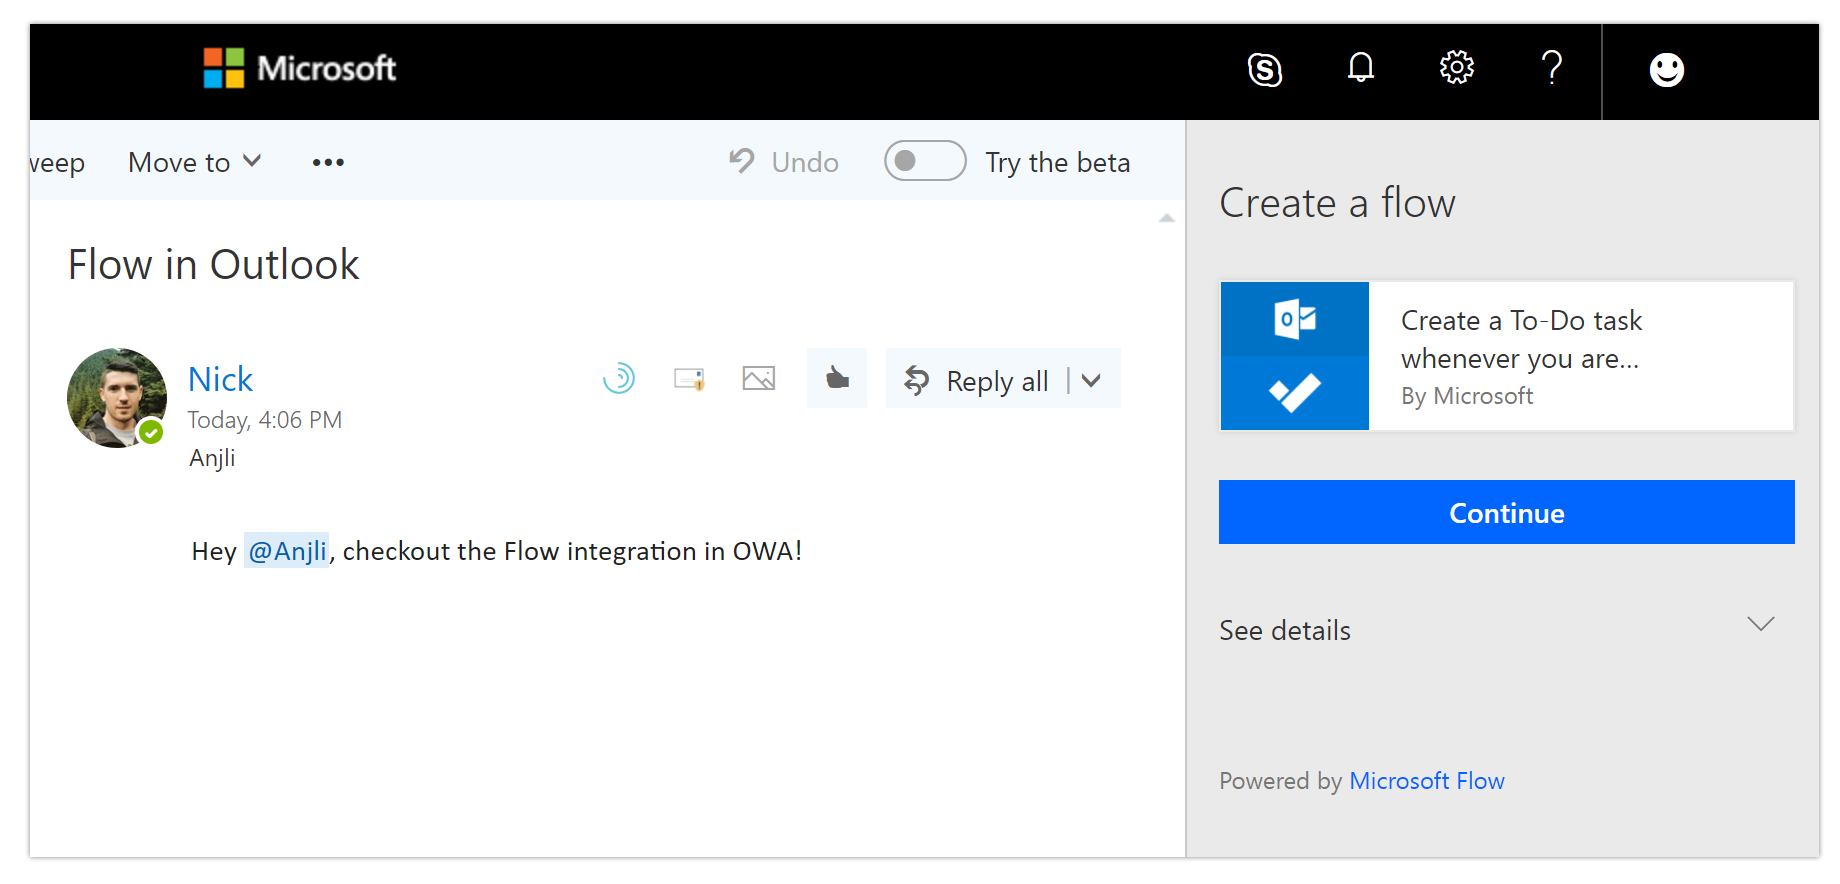 Microsoft
weep Move to ••• Undo Try the beta
Flow in Outlook
Nick
Today, 4:06 PM
Anjli
Reply all
Hey @Anjli, checkout the Flow integration in OWA!
Create a flow
Create a To-Do task
whenever you are...
By Microsoft
Continue
See details
Powered by Microsoft Flow